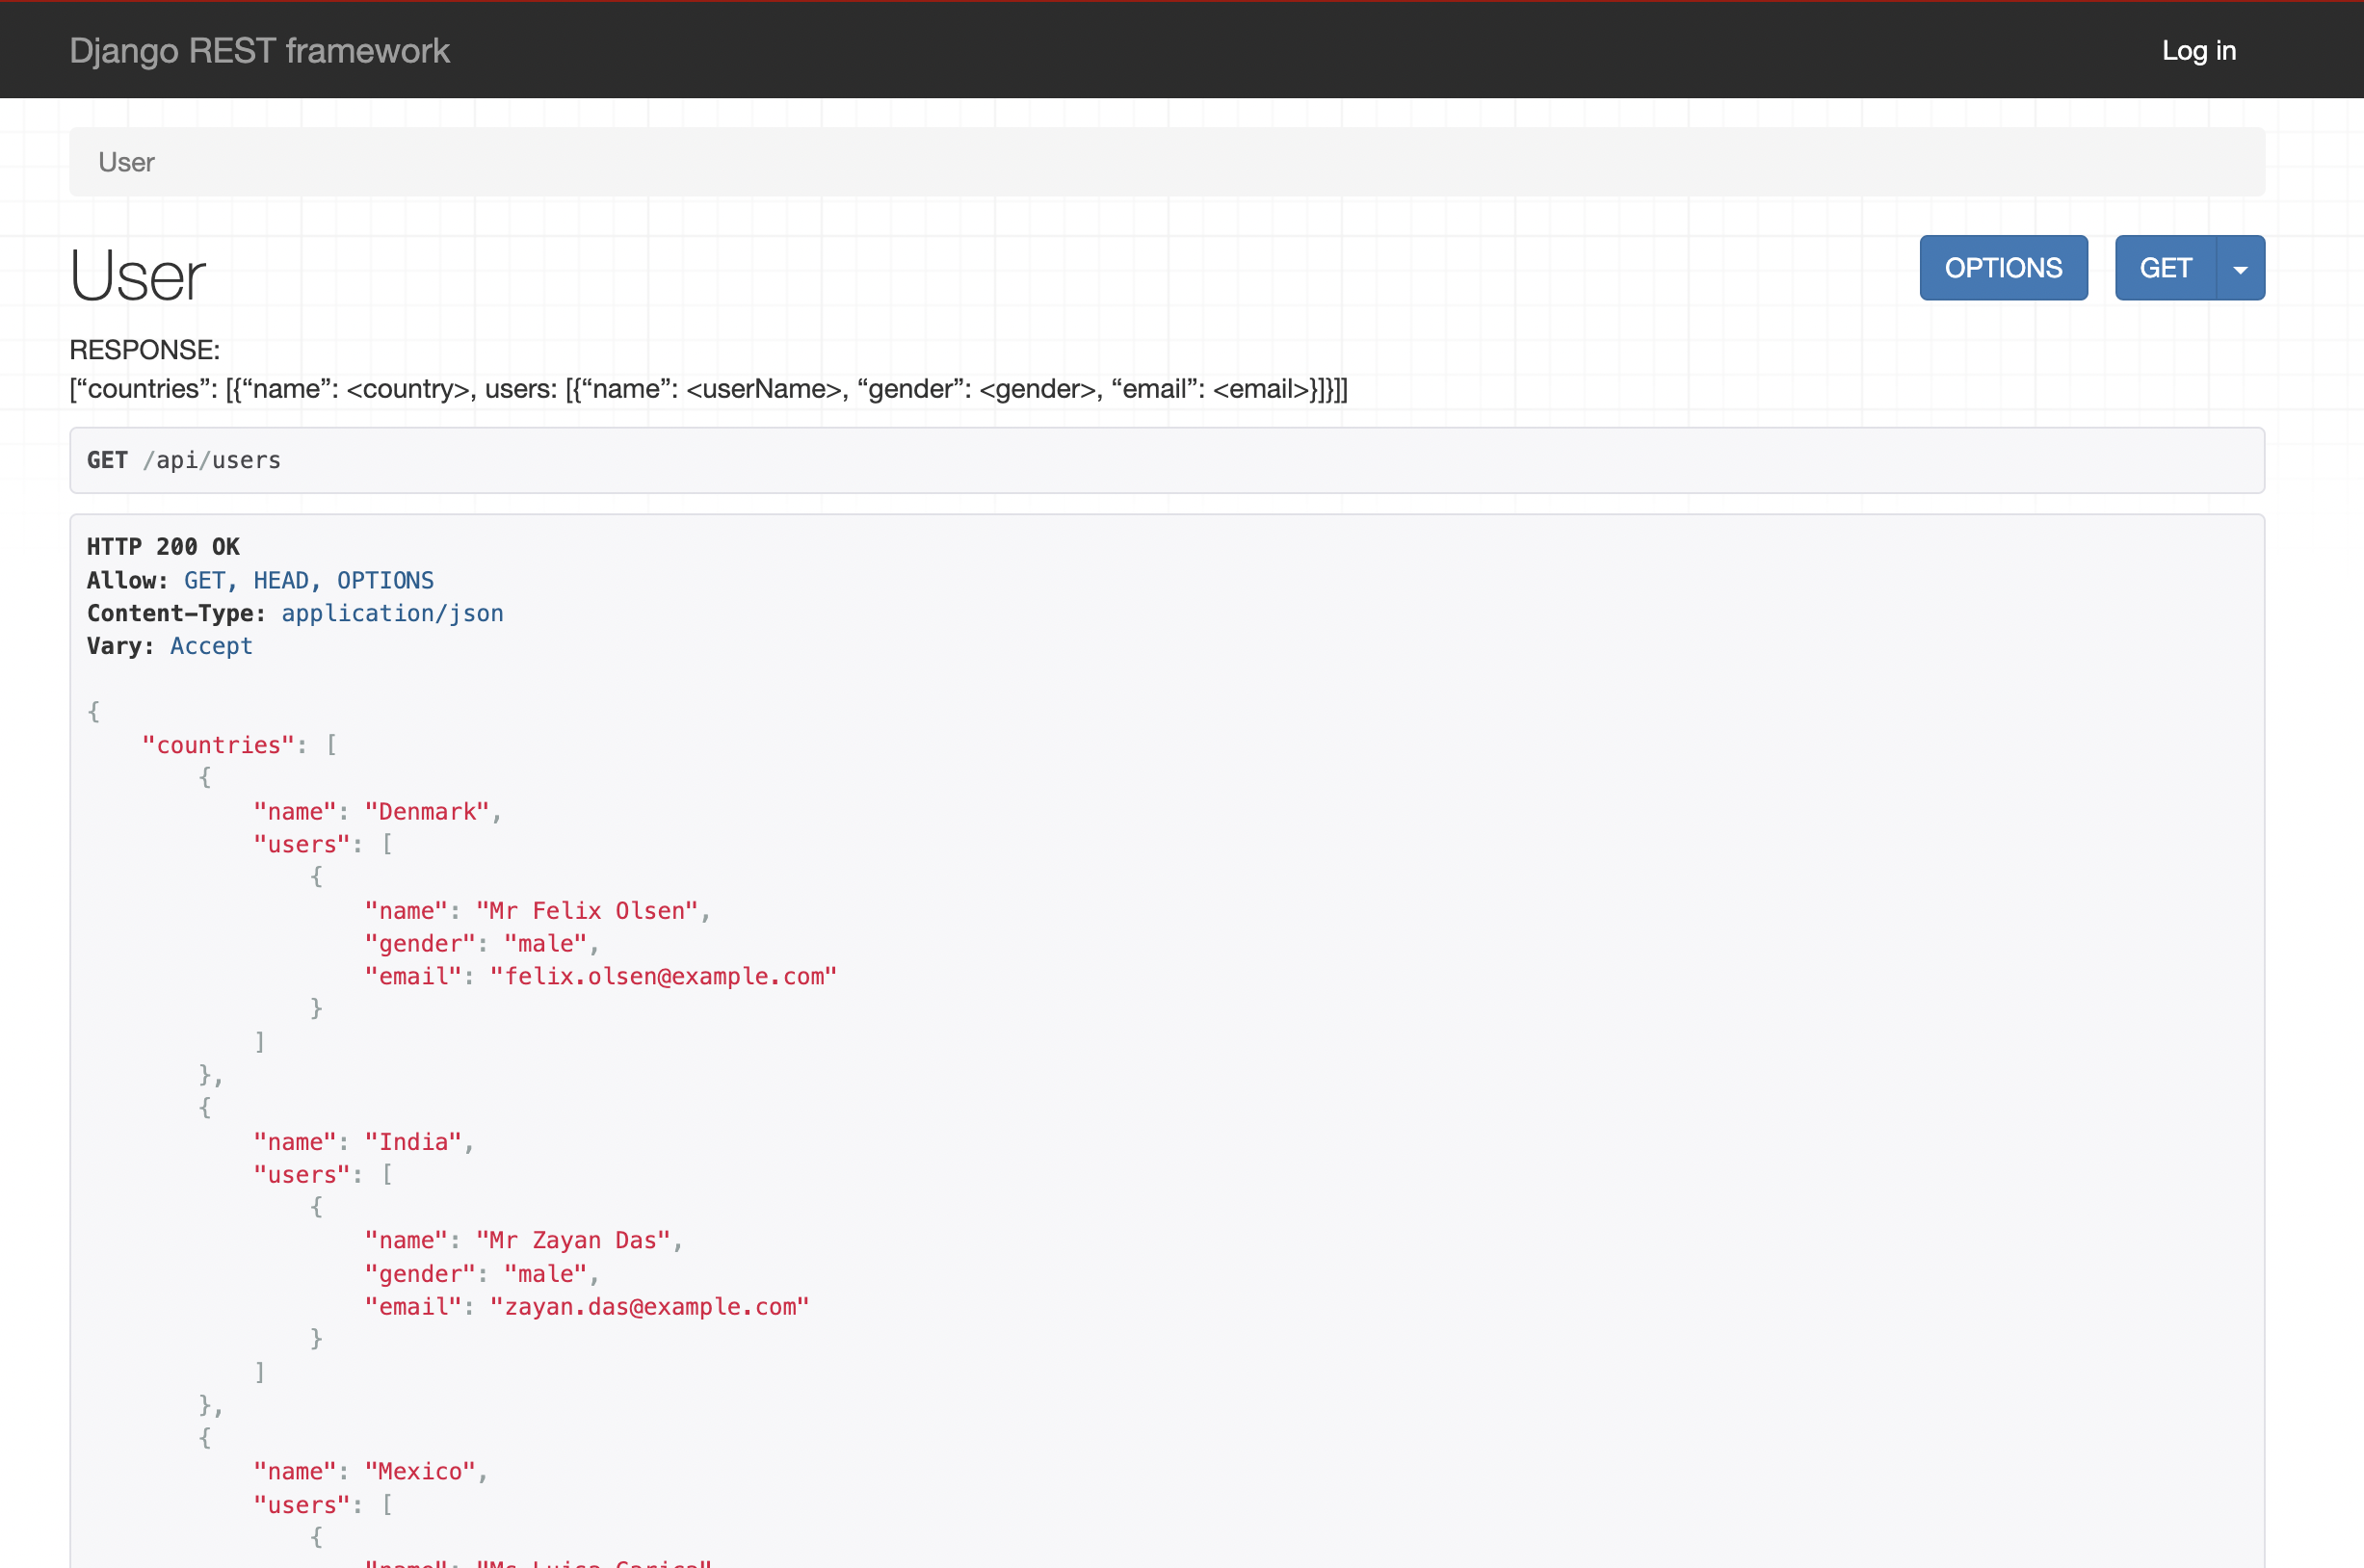 Django REST framework
Log in
User
User
OPTIONS
GET
RESPONSE:
[“countries”: [{“name”: <country>, users: [{“name”: <userName>, “gender”: <gender>, “email”: <email>}]}]]
GET /api/users
HTTP 200 OK
Allow: GET, HEAD, OPTIONS
Content-Type: application/json
Vary: Accept
{
"countries": [
{
"name": "Denmark",
"users": [
{
"name": "Mr Felix Olsen",
"gender": "male",
"email": "felix.olsen@example.com"
}
]
},
{
"name": "India",
"users": [
{
"name": "Mr Zayan Das",
"gender": "male",
"email": "zayan.das@example.com"
}
]
},
{
"name": "Mexico",
"users": [
{